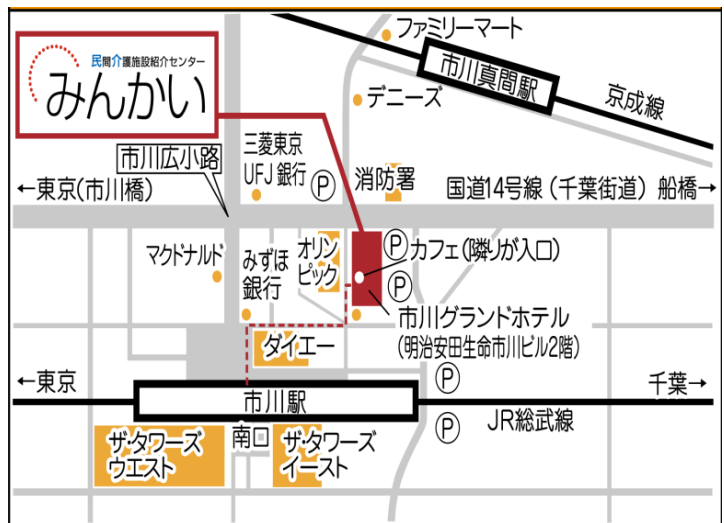 ファミリーマート
民間介護施設紹介センター
みんかい
市川真間駅
京成線
デニーズ
市川広小路
三菱東京
UFJ銀行
P
消防署
←東京(市川橋)
国道14号線(千葉街道) 船橋→
マクドナルド
みずほ
銀行
オリン
ピック
P
カフェ(隣りが入口)
P
市川グランドホテル
(明治安田生命市川ビル2階)
ダイエー
←東京
P
千葉→
市川駅
JR総武線
P
ザ・タワーズ
ウエスト
南口
ザ・タワーズ
イースト